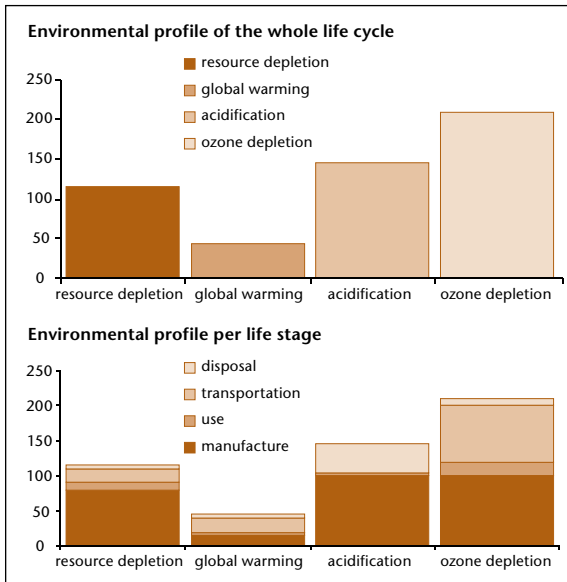 Environmental profile of the whole life cycle
resource depletion
global warming
acidification
ozone depletion
250
200
150
100
50
0
resource depletion global warming acidification ozone depletion
Environmental profile per life stage
disposal
transportation
use
manufacture
250
200
150
100
50
0
resource depletion global warming acidification ozone depletion